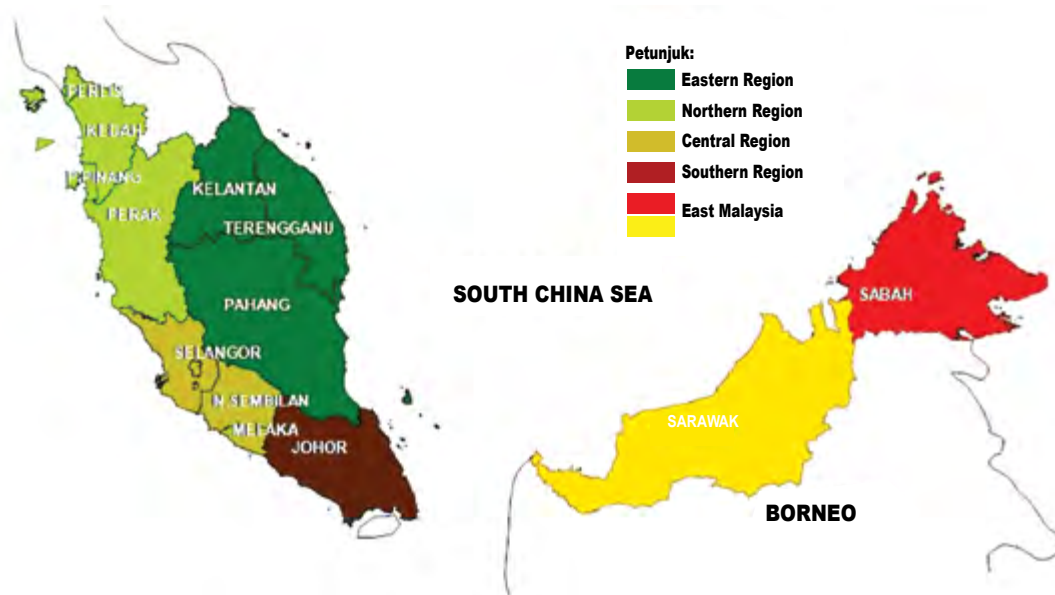 Petunjuk:
Eastern Region
Northern Region
Central Region
Southern Region
East Malaysia
PERLIS
KEDAH
P.PINANG
PERAK
KELANTAN
TERENGGANU
PAHANG
SELANGOR
N.SEMBILAN
MELAKA
JOHOR
SOUTH CHINA SEA
SABAH
SARAWAK
BORNEO